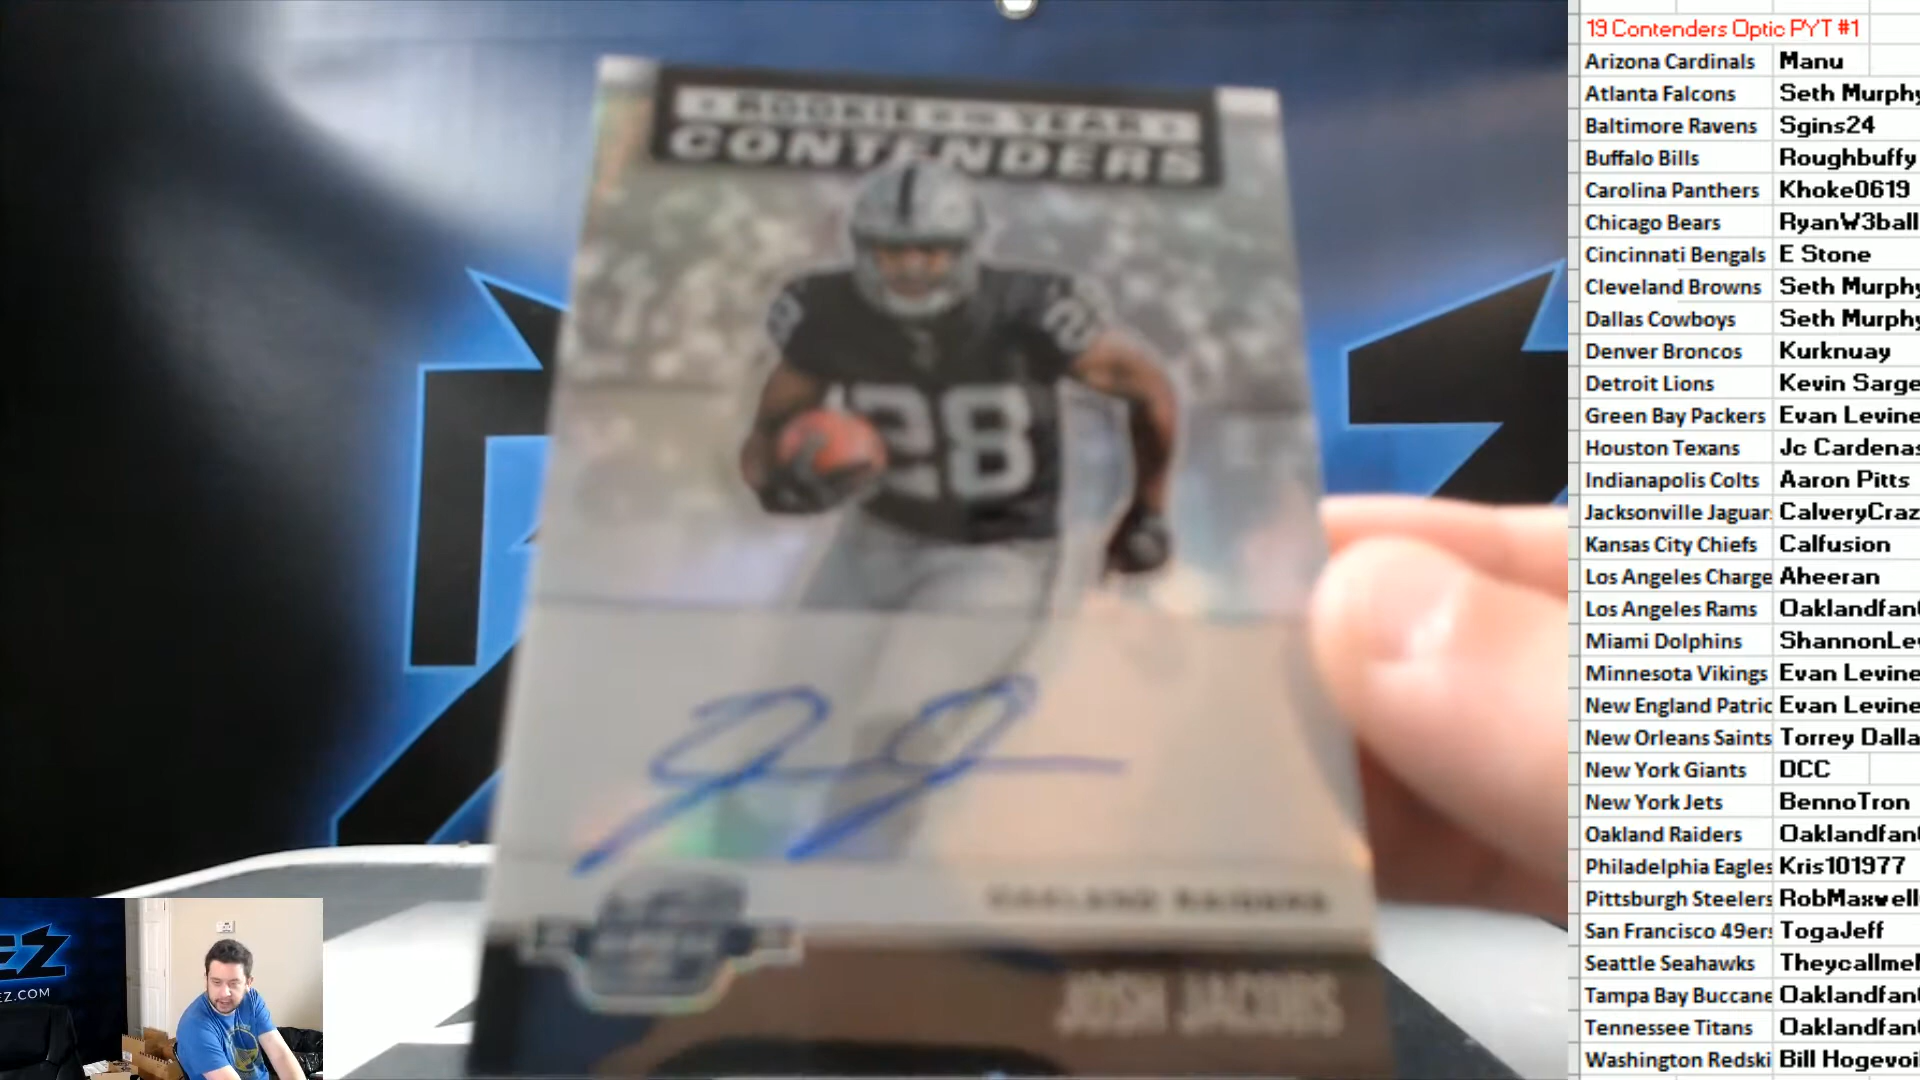 ROOKIE OF THE YEAR
CONTENDERS
28
28
OAKLAND RAIDERS
JOSH JACOBS
EZ
EZ.COM
19 Contenders Optic PYT #1
Arizona Cardinals Manu
Atlanta Falcons Seth Murphy
Baltimore Ravens Sgins24
Buffalo Bills Roughbuffy
Carolina Panthers Khoke0619
Chicago Bears RyanW3ball
Cincinnati Bengals E Stone
Cleveland Browns Seth Murphy
Dallas Cowboys Seth Murphy
Denver Broncos Kurknuay
Detroit Lions Kevin Sarge
Green Bay Packers Evan Levine
Houston Texans Jc Cardenas
Indianapolis Colts Aaron Pitts
Jacksonville Jaguar CalveryCraz
Kansas City Chiefs Calfusion
Los Angeles Charge Aheeran
Los Angeles Rams Oaklandfan
Miami Dolphins ShannonLe
Minnesota Vikings Evan Levine
New England Patric Evan Levine
New Orleans Saints Torrey Dalla
New York Giants DCC
New York Jets BennoTron
Oakland Raiders Oaklandfan
Philadelphia Eagles Kris101977
Pittsburgh Steelers RobMaxwell
San Francisco 49ers TogaJeff
Seattle Seahawks Theycallme
Tampa Bay Buccane Oaklandfan
Tennessee Titans Oaklandfan
Washington Redski Bill Hogevoi